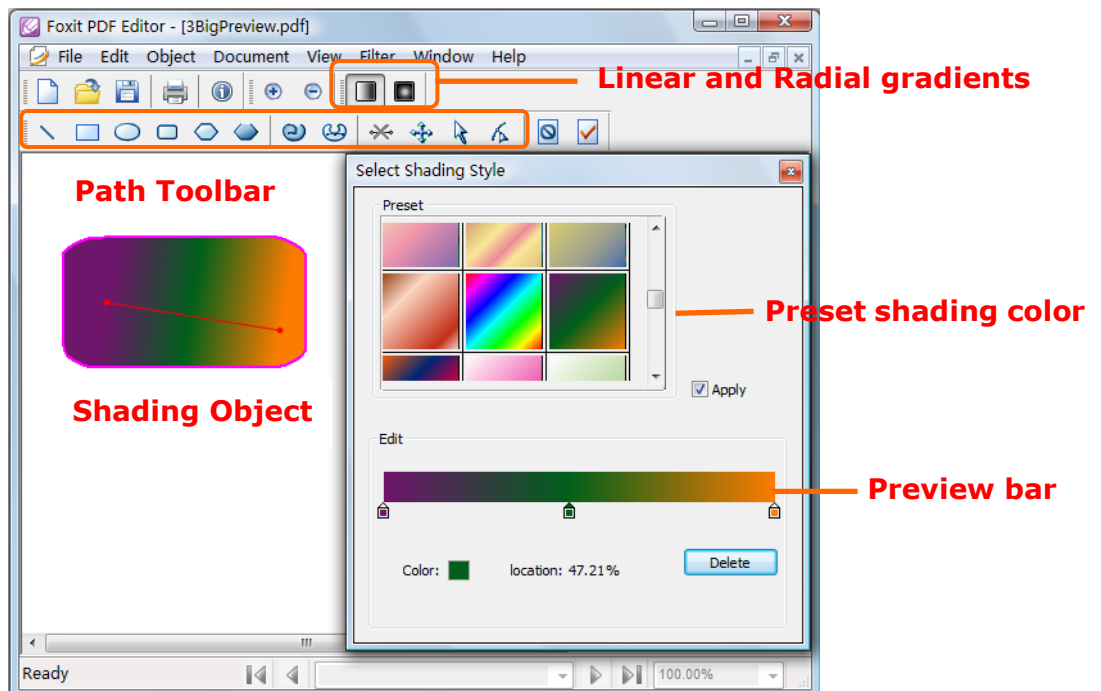 Foxit PDF Editor - [3BigPreview.pdf]
File Edit Object Document View Filter Window Help
Linear and Radial gradients
Path Toolbar
Select Shading Style
Preset
Preset shading color
Apply
Shading Object
Edit
Preview bar
Color:
location: 47.21%
Delete
Ready
100.00%